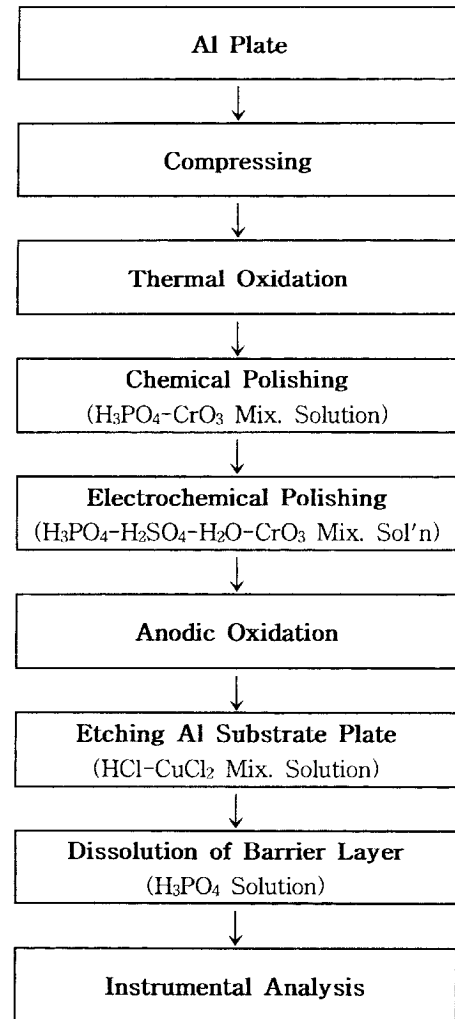 Al Plate
Compressing
Thermal Oxidation
Chemical Polishing
(H₃PO₄-CrO₃ Mix. Solution)
Electrochemical Polishing
(H₃PO₄-H₂SO₄-H₂O-CrO₃ Mix. Sol'n)
Anodic Oxidation
Etching Al Substrate Plate
(HCl-CuCl₂ Mix. Solution)
Dissolution of Barrier Layer
(H₃PO₄ Solution)
Instrumental Analysis